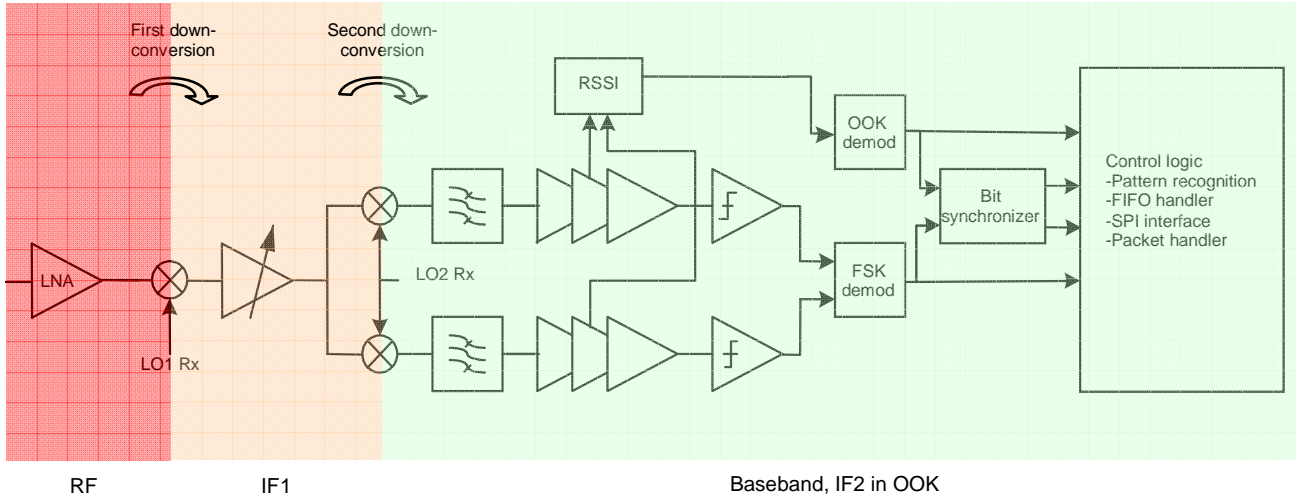 First down-
conversion
Second down-
conversion
RSSI
OOK
demod
Control logic
-Pattern recognition
-FIFO handler
-SPI interface
-Packet handler
Bit
synchronizer
LNA
LO2 Rx
FSK
demod
LO1 Rx
RF
IF1
Baseband, IF2 in OOK